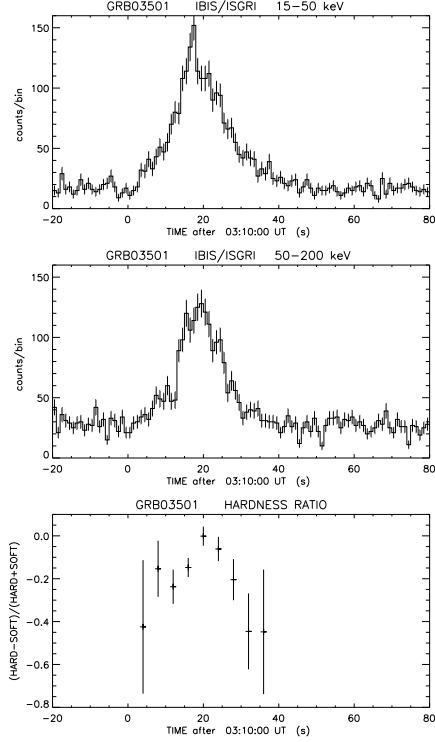 GRB03501 IBIS/ISGRI 15-50 keV
150
100
50
0
counts/bin
-20 0 20 40 60 80
TIME after 03:10:00 UT (s)
GRB03501 IBIS/ISGRI 50-200 keV
150
100
50
0
counts/bin
-20 0 20 40 60 80
TIME after 03:10:00 UT (s)
GRB03501 HARDNESS RATIO
0.0
-0.2
-0.4
-0.6
-0.8
(HARD-SOFT)/(HARD+SOFT)
-20 0 20 40 60 80
TIME after 03:10:00 UT (s)